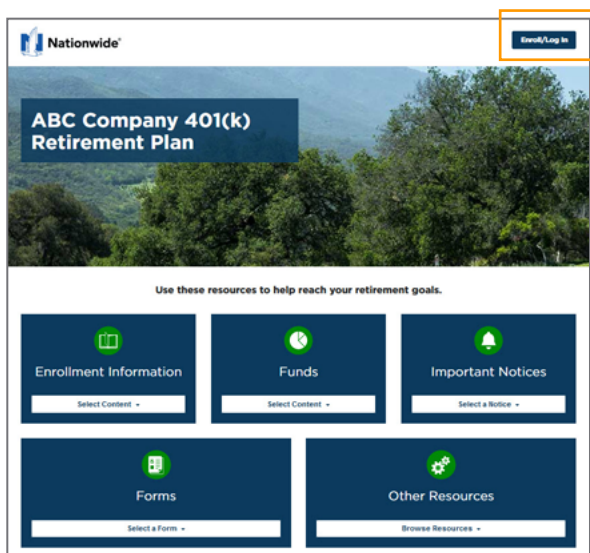 Nationwide®
Enroll/Log In
ABC Company 401(k)
Retirement Plan
Use these resources to help reach your retirement goals.
Enrollment Information
Select Content
Funds
Select Content
Important Notices
Select a Notice
Forms
Select a Form
Other Resources
Browse Resources